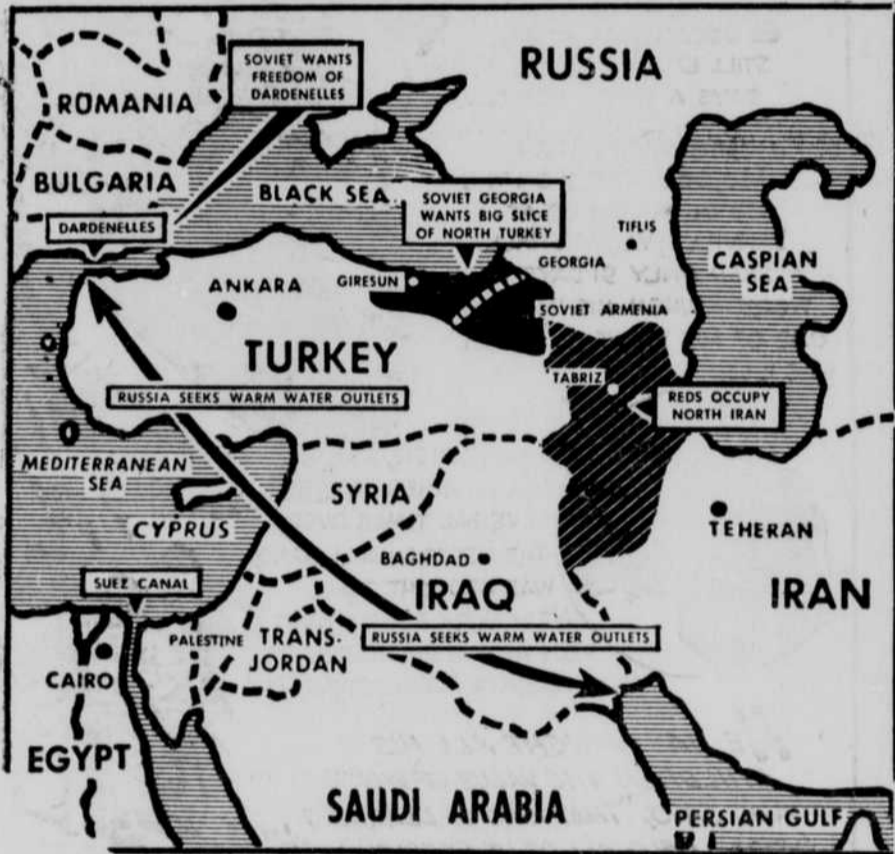 SOVIET WANTS
FREEDOM OF
DARDENELLES
RUSSIA
ROMANIA
BULGARIA
BLACK SEA
DARDENELLES
SOVIET GEORGIA
WANTS BIG SLICE
OF NORTH TURKEY
TIFLIS
GEORGIA
CASPIAN
SEA
ANKARA
GIRESUN
SOVIET ARMENIA
TURKEY
TABRIZ
RUSSIA SEEKS WARM WATER OUTLETS
REDS OCCUPY
NORTH IRAN
MEDITERRANEAN
SEA
SYRIA
CYPRUS
TEHERAN
BAGHDAD
SUEZ CANAL
IRAQ
IRAN
PALESTINE
TRANS-
JORDAN
RUSSIA SEEKS WARM WATER OUTLETS
CAIRO
EGYPT
SAUDI ARABIA
PERSIAN GULF